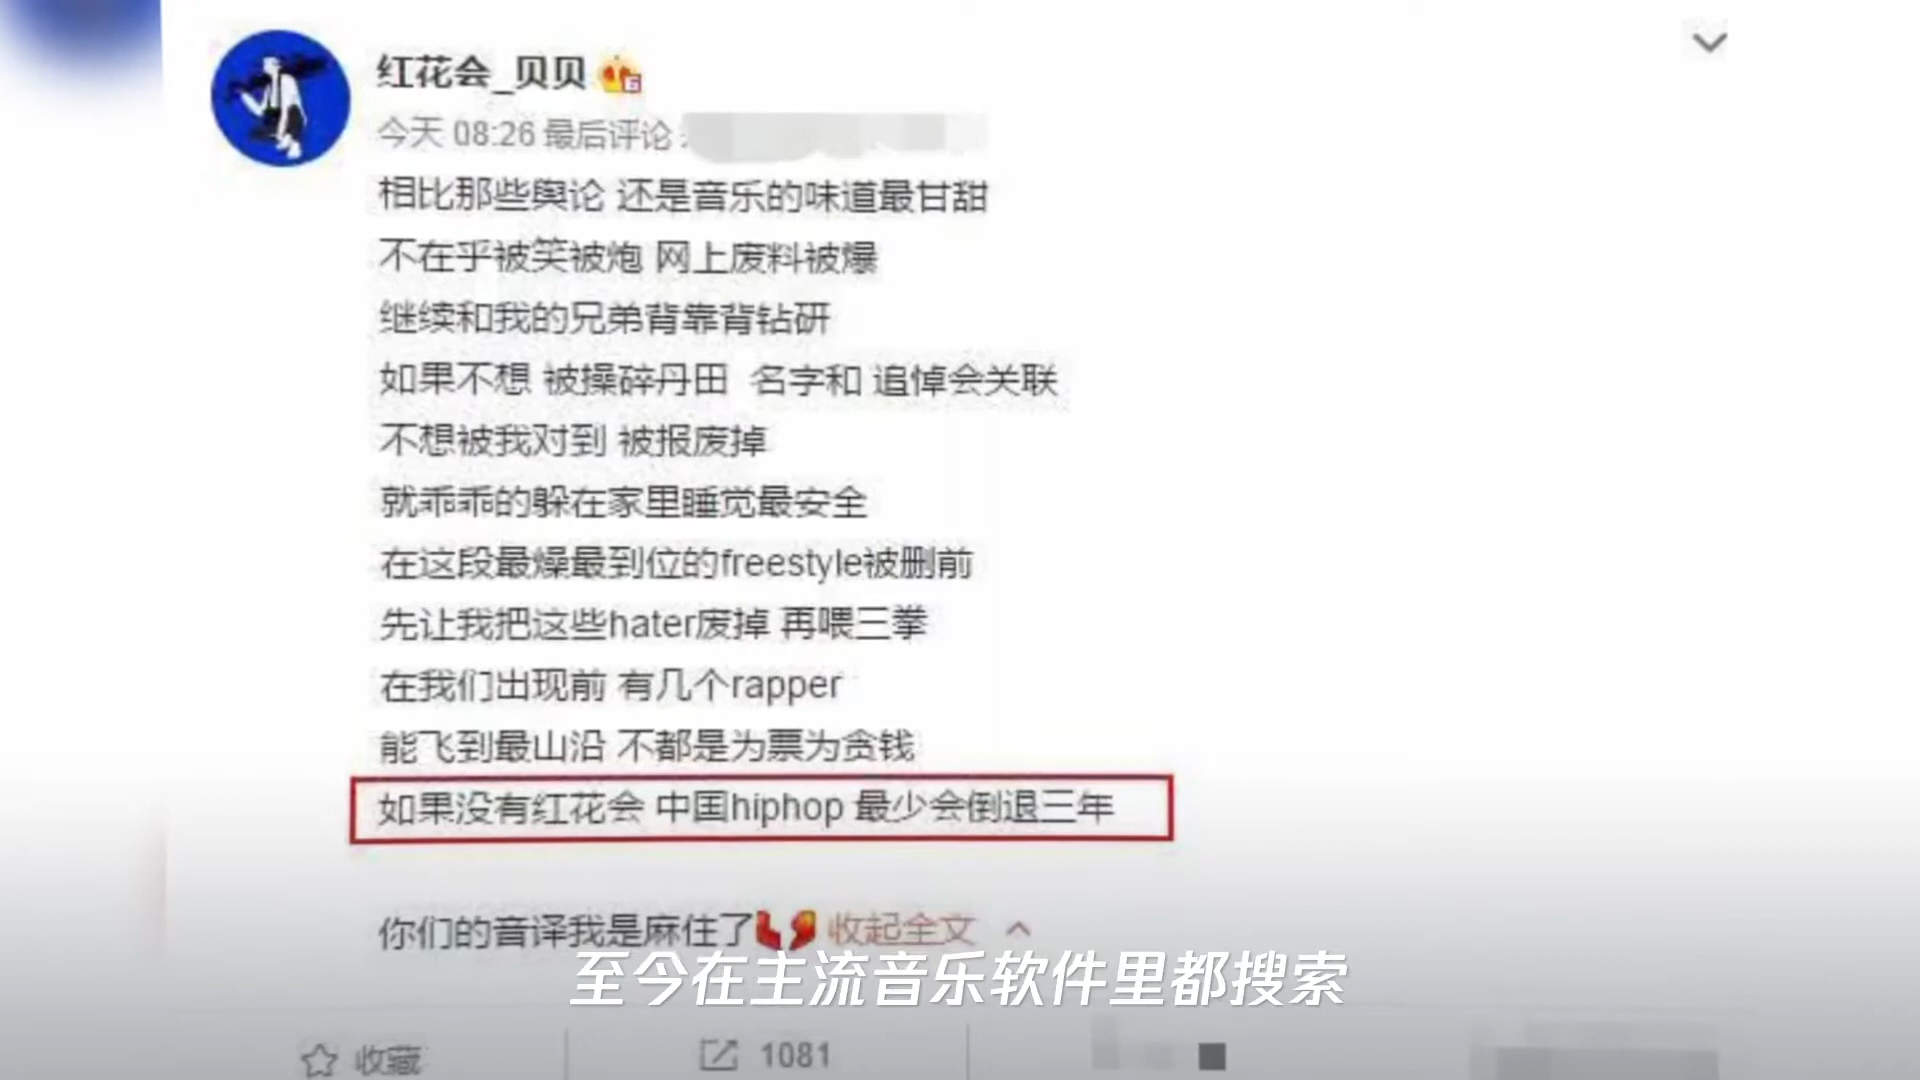 红花会_贝贝
今天 08:26 最后评论
相比那些舆论 还是音乐的味道最甘甜
不在乎被笑被炮 网上废料被爆
继续和我的兄弟背靠背钻研
如果不想 被操碎丹田 名字和 追悼会关联
不想被我对到 被报废掉
就乖乖的躲在家里睡觉最安全
在这段最燥最到位的freestyle被删前
先让我把这些hater废掉 再喂三拳
在我们出现前 有几个rapper
能飞到最山沿 不都是为票为贪钱
如果没有红花会 中国hiphop 最少会倒退三年
你们的音译我是麻住了 收起全文
至今在主流音乐软件里都搜索
收藏 1081